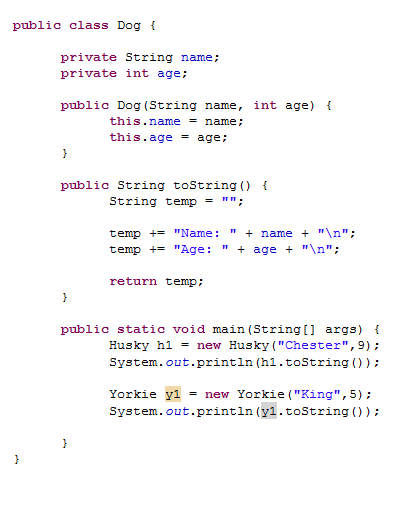 public class Dog {
private String name;
private int age;
public Dog(String name, int age) {
this.name = name;
this.age = age;
}
public String toString() {
String temp = "";
temp += "Name: " + name + "\n";
temp += "Age: " + age + "\n";
return temp;
}
public static void main(String[] args) {
Husky h1 = new Husky("Chester",9);
System.out.println(h1.toString());
Yorkie y1 = new Yorkie("King",5);
System.out.println(y1.toString());
}
}